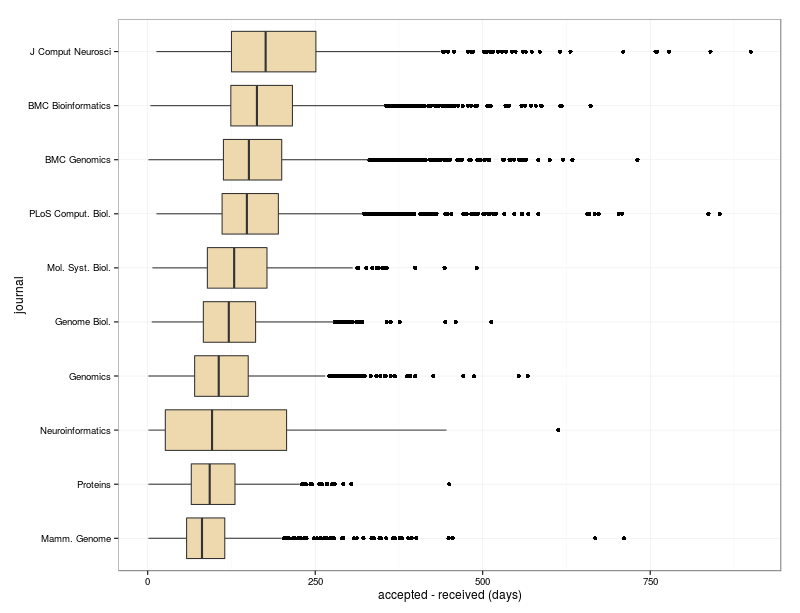 J Comput Neurosci
BMC Bioinformatics
BMC Genomics
PLoS Comput. Biol.
Mol. Syst. Biol.
Genome Biol.
Genomics
Neuroinformatics
Proteins
Mamm. Genome
journal
0 250 500 750
accepted - received (days)